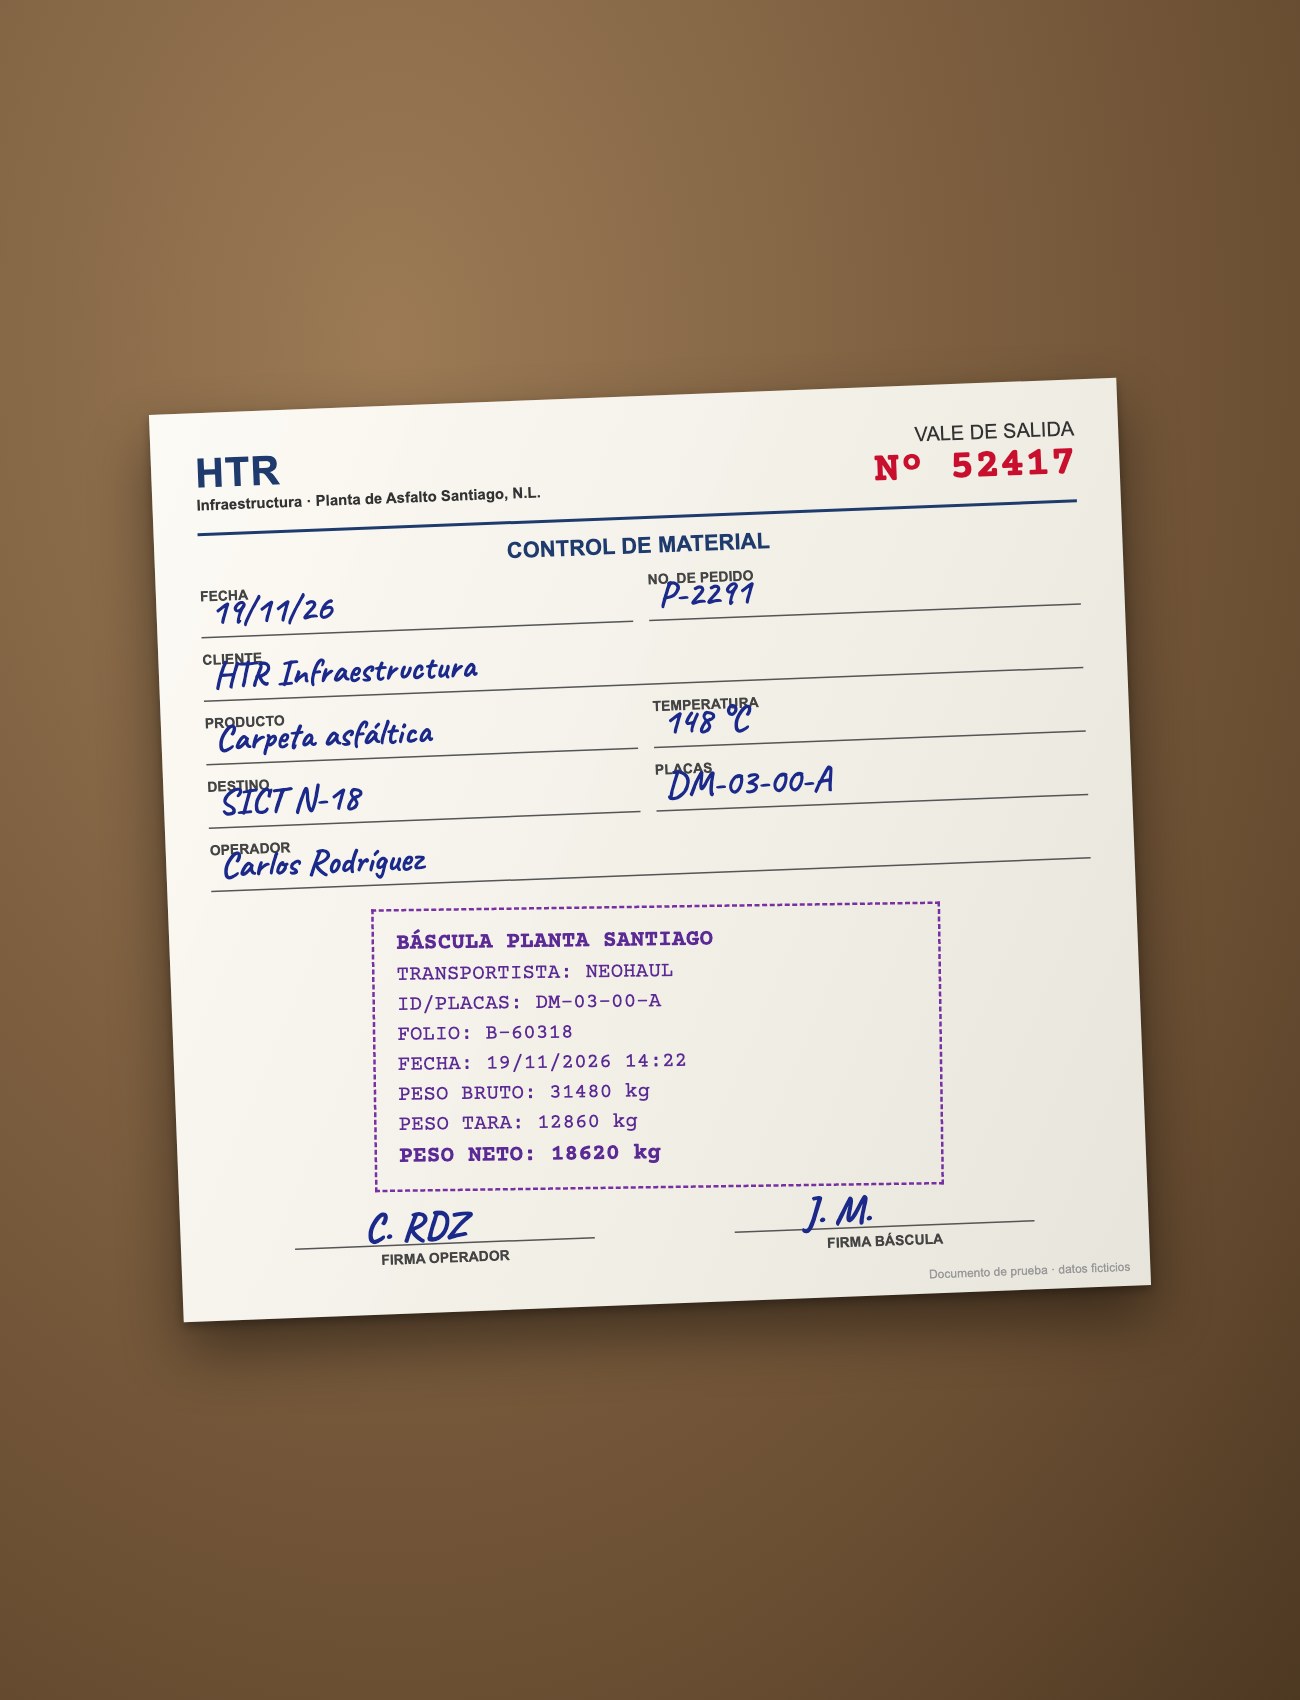 HTR
Infraestructura · Planta de Asfalto Santiago, N.L.
VALE DE SALIDA
Nº 52417
CONTROL DE MATERIAL
FECHA
19/11/26
NO. DE PEDIDO
P-2291
CLIENTE
HTR Infraestructura
PRODUCTO
Carpeta asfáltica
TEMPERATURA
148 °C
DESTINO
SICT N-18
PLACAS
DM-03-00-A
OPERADOR
Carlos Rodríguez
BÁSCULA PLANTA SANTIAGO
TRANSPORTISTA: NEOHAUL
ID/PLACAS: DM-03-00-A
FOLIO: B-60318
FECHA: 19/11/2026 14:22
PESO BRUTO: 31480 kg
PESO TARA: 12860 kg
PESO NETO: 18620 kg
C. RDZ
FIRMA OPERADOR
J. M.
FIRMA BÁSCULA
Documento de prueba · datos ficticios